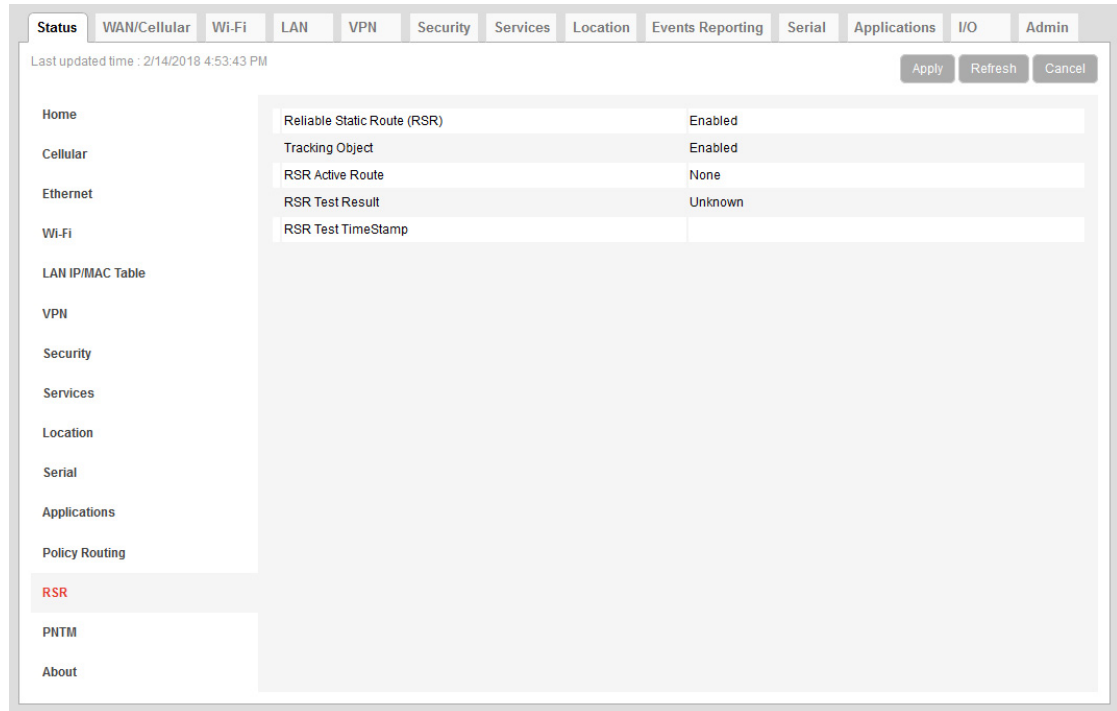 Status WAN/Cellular Wi-Fi LAN VPN Security Services Location Events Reporting Serial Applications I/O Admin
Last updated time : 2/14/2018 4:53:43 PM
Apply Refresh Cancel
Home
Cellular
Ethernet
Wi-Fi
LAN IP/MAC Table
VPN
Security
Services
Location
Serial
Applications
Policy Routing
RSR
PNTM
About
Reliable Static Route (RSR) Enabled
Tracking Object Enabled
RSR Active Route None
RSR Test Result Unknown
RSR Test TimeStamp